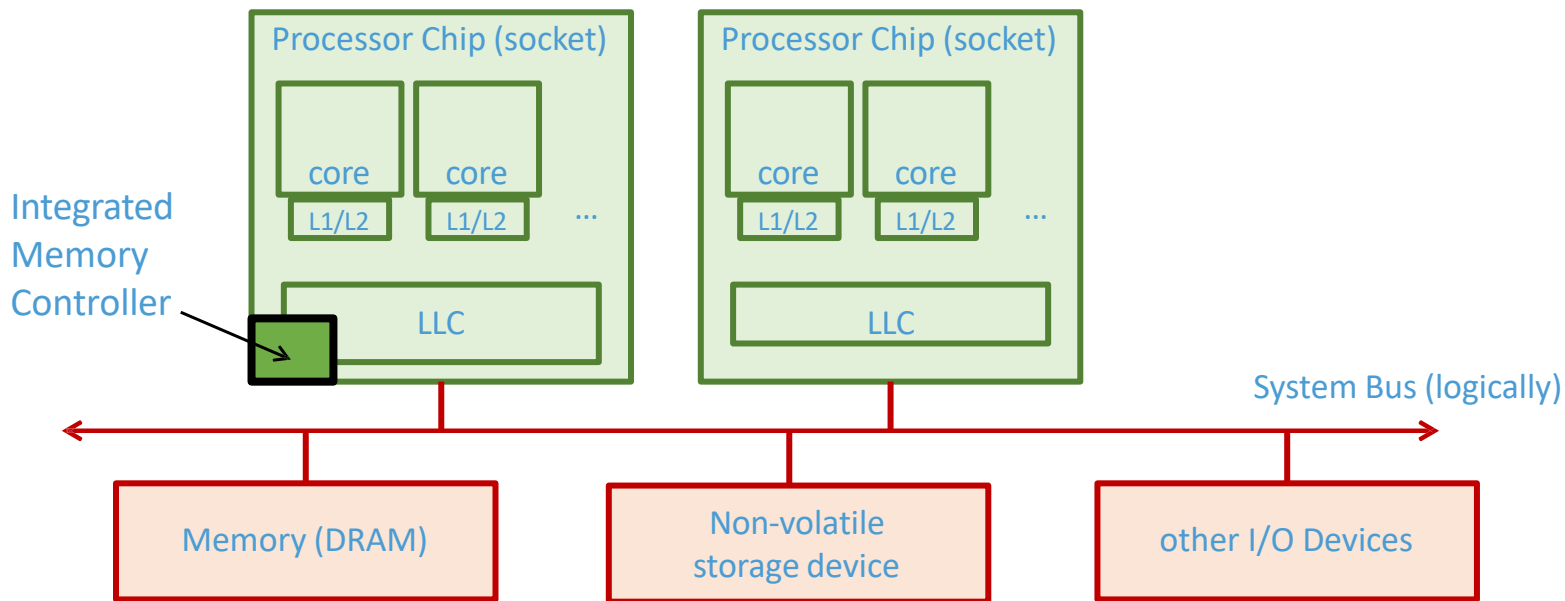 Processor Chip (socket)
Processor Chip (socket)
core
core
core
core
L1/L2
L1/L2
...
L1/L2
L1/L2
...
Integrated
Memory
Controller
LLC
LLC
System Bus (logically)
Memory (DRAM)
Non-volatile
storage device
other I/O Devices